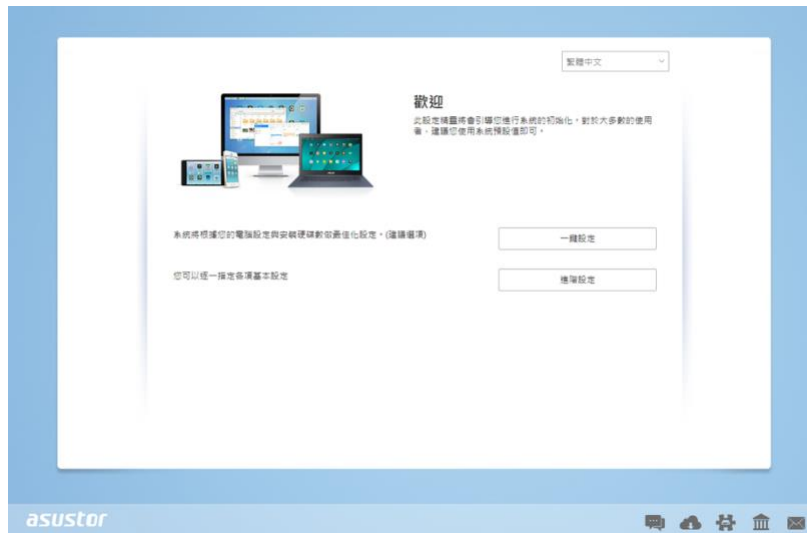 繁體中文
歡迎
此設定精靈將會引導您進行系統的初始化。對於大多數的使用
者，建議您使用系統預設值即可。
系統將根據您的電腦設定與安裝硬碟數做最佳化設定。(建議選項)
一鍵設定
您可以逐一指定各項基本設定
進階設定
asustor